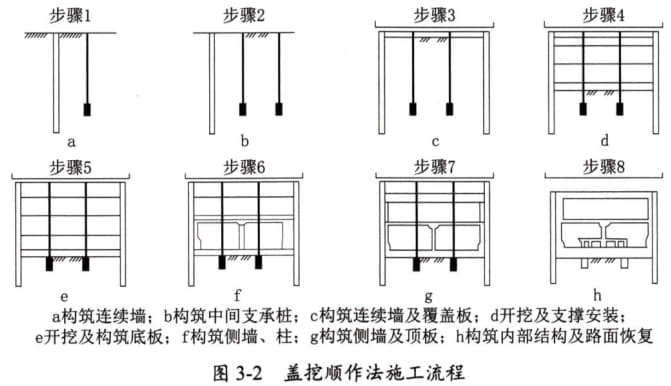 步骤1 步骤2 步骤3 步骤4
a b c d
步骤5 步骤6 步骤7 步骤8
e f g h
a构筑连续墙；b构筑中间支承桩；c构筑连续墙及覆盖板；d开挖及支撑安装；
e开挖及构筑底板；f构筑侧墙、柱；g构筑侧墙及顶板；h构筑内部结构及路面恢复
图 3-2 盖挖顺作法施工流程